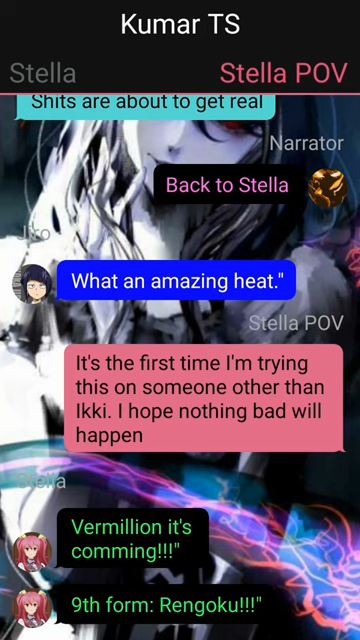 Kumar TS
Stella
Stella POV
Shits are about to get real
Narrator
Back to Stella
Jiro
What an amazing heat."
Stella POV
It's the first time I'm trying
this on someone other than
Ikki. I hope nothing bad will
happen
Stella
Vermillion it's
comming!!!"
9th form: Rengoku!!!"